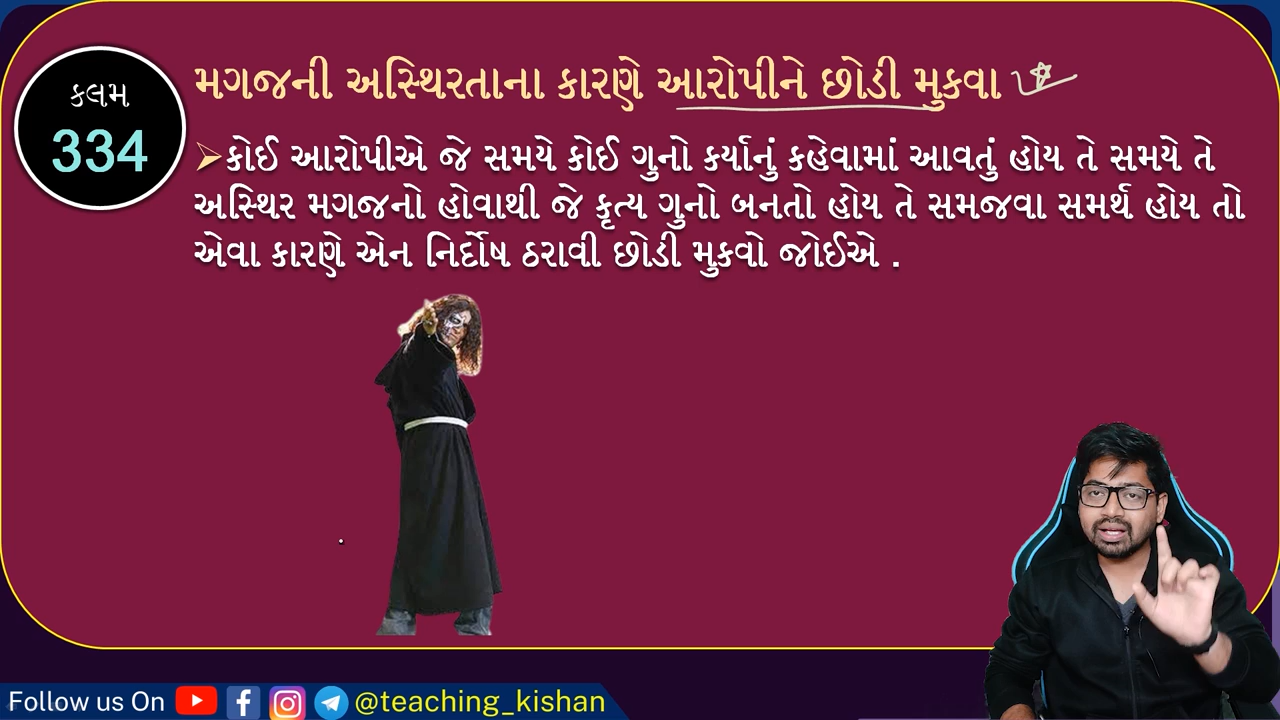 કલમ
334
મગજની અસ્થિરતાના કારણે આરોપીને છોડી મુકવા
➢કોઈ આરોપીએ જે સમયે કોઈ ગુનો કર્યાનું કહેવામાં આવતું હોય તે સમયે તે
અસ્થિર મગજનો હોવાથી જે કૃત્ય ગુનો બનતો હોય તે સમજવા સમર્થ હોય તો
એવા કારણે એન નિર્દોષ ઠરાવી છોડી મુકવો જોઈએ .
Follow us On @teaching_kishan